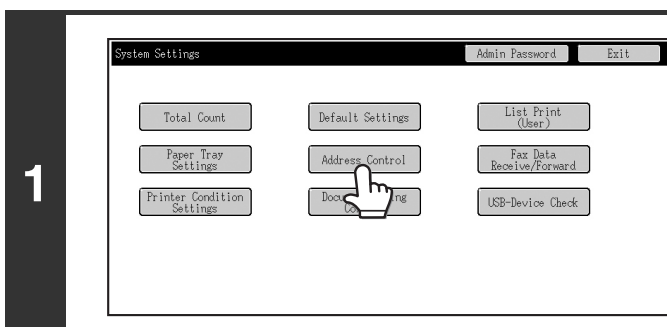 1
System Settings
Admin Password
Exit
Total Count
Default Settings
List Print
(User)
Paper Tray
Settings
Address Control
Fax Data
Receive/Forward
Printer Condition
Settings
USB-Device Check